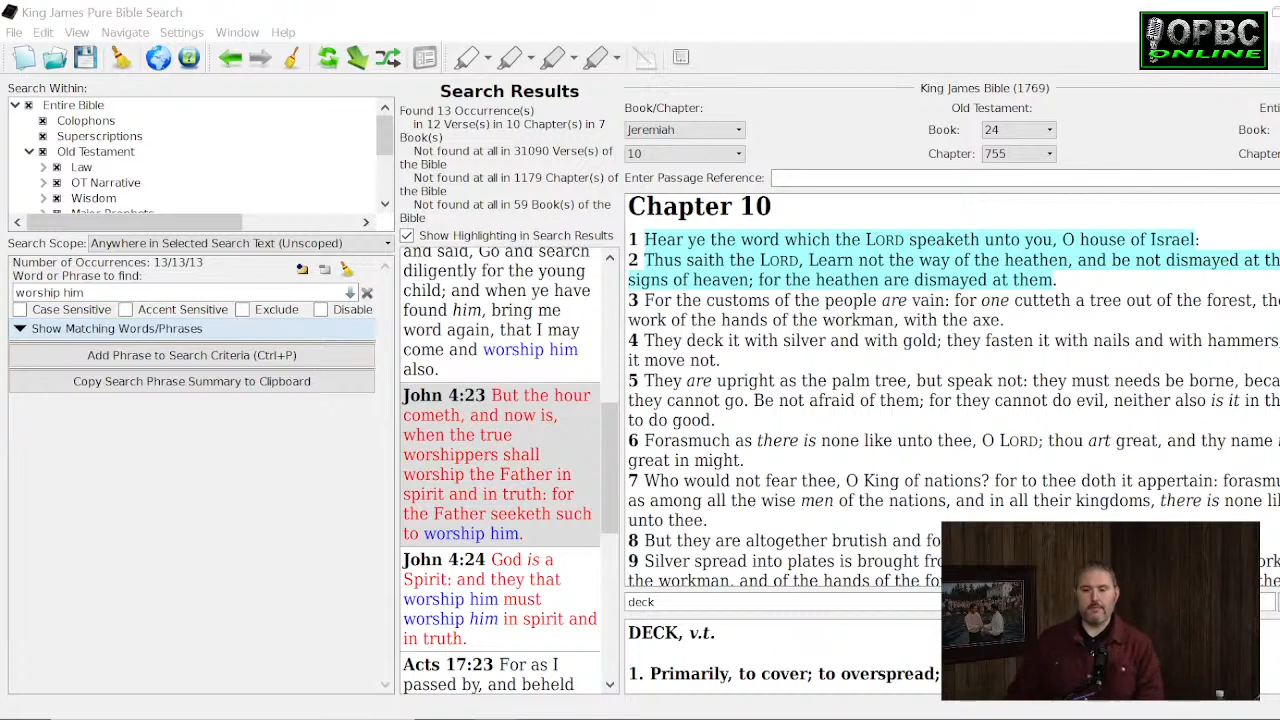 King James Pure Bible Search
File Edit View Navigate Settings Window Help
OPBC
ONLINE
Search Within:
Entire Bible
Colophons
Superscriptions
Old Testament
Law
OT Narrative
Wisdom
Search Scope: Anywhere in Selected Search Text (Unscoped)
Number of Occurrences: 13/13/13
Word or Phrase to find:
worship him
Case Sensitive Accent Sensitive Exclude Disable
Show Matching Words/Phrases
Add Phrase to Search Criteria (Ctrl+P)
Copy Search Phrase Summary to Clipboard
Search Results
Found 13 Occurrence(s)
in 12 Verse(s) in 10 Chapter(s) in 7
Book(s)
Not found at all in 31090 Verse(s) of
the Bible
Not found at all in 1179 Chapter(s) of
the Bible
Not found at all in 59 Book(s) of the
Bible
Show Highlighting in Search Results
and said, Go and search
diligently for the young
child; and when ye have
found him, bring me
word again, that I may
come and worship him
also.
John 4:23 But the hour
cometh, and now is,
when the true
worshippers shall
worship the Father in
spirit and in truth: for
the Father seeketh such
to worship him.
John 4:24 God is a
Spirit: and they that
worship him must
worship him in spirit and
in truth.
Acts 17:23 For as I
passed by, and beheld
King James Bible (1769)
Book/Chapter: Old Testament: Enti
Jeremiah Book: 24 Book:
10 Chapter: 755 Chapte
Enter Passage Reference:
Chapter 10
1 Hear ye the word which the LORD speaketh unto you, O house of Israel:
2 Thus saith the LORD, Learn not the way of the heathen, and be not dismayed at th
signs of heaven; for the heathen are dismayed at them.
3 For the customs of the people are vain: for one cutteth a tree out of the forest, the
work of the hands of the workman, with the axe.
4 They deck it with silver and with gold; they fasten it with nails and with hammers,
it move not.
5 They are upright as the palm tree, but speak not: they must needs be borne, beca
they cannot go. Be not afraid of them; for they cannot do evil, neither also is it in th
to do good.
6 Forasmuch as there is none like unto thee, O LORD; thou art great, and thy name i
great in might.
7 Who would not fear thee, O King of nations? for to thee doth it appertain: forasmu
as among all the wise men of the nations, and in all their kingdoms, there is none lik
unto thee.
8 But they are altogether brutish and fo
9 Silver spread into plates is brought fro
the workman, and of the hands of the fo
deck
DECK, v.t.
1. Primarily, to cover; to overspread;